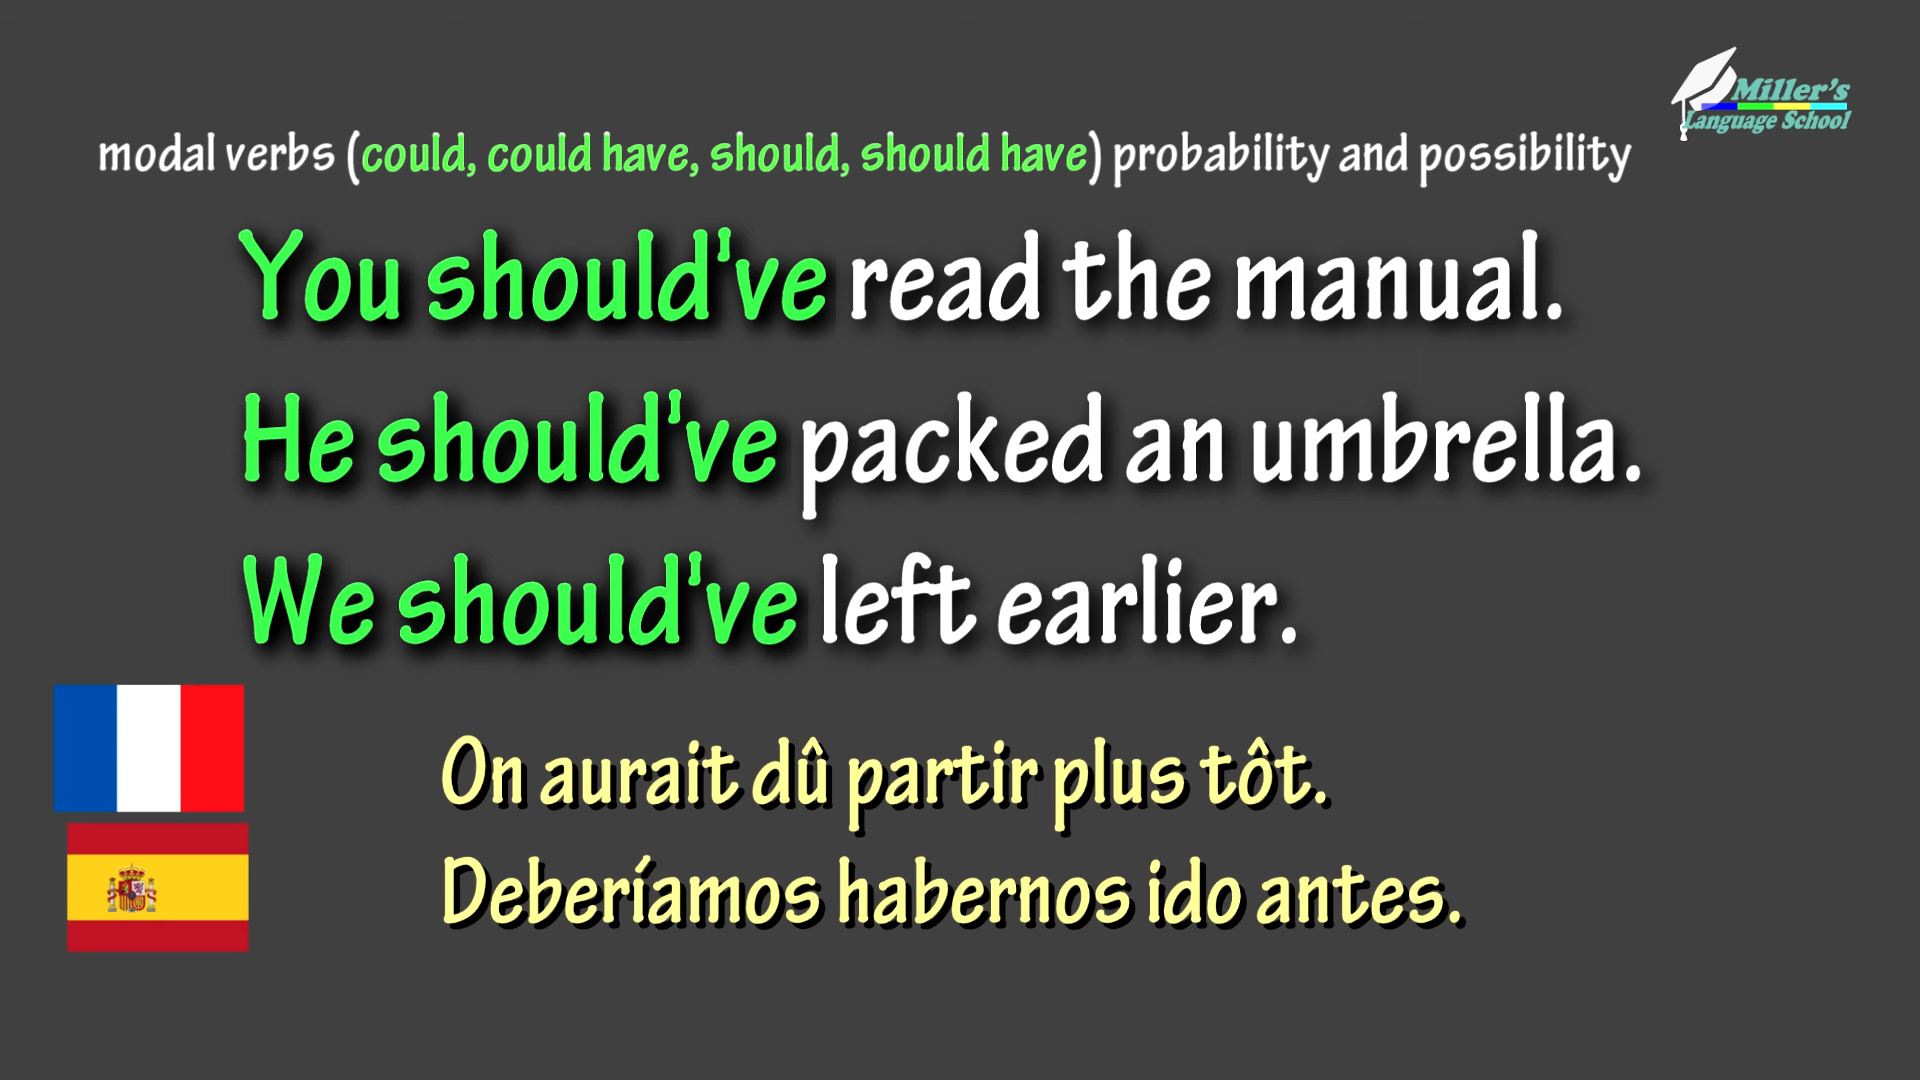 Miller's
Language School
modal verbs (could, could have, should, should have) probability and possibility
You should've read the manual.
He should've packed an umbrella.
We should've left earlier.
On aurait dû partir plus tôt.
Deberíamos habernos ido antes.